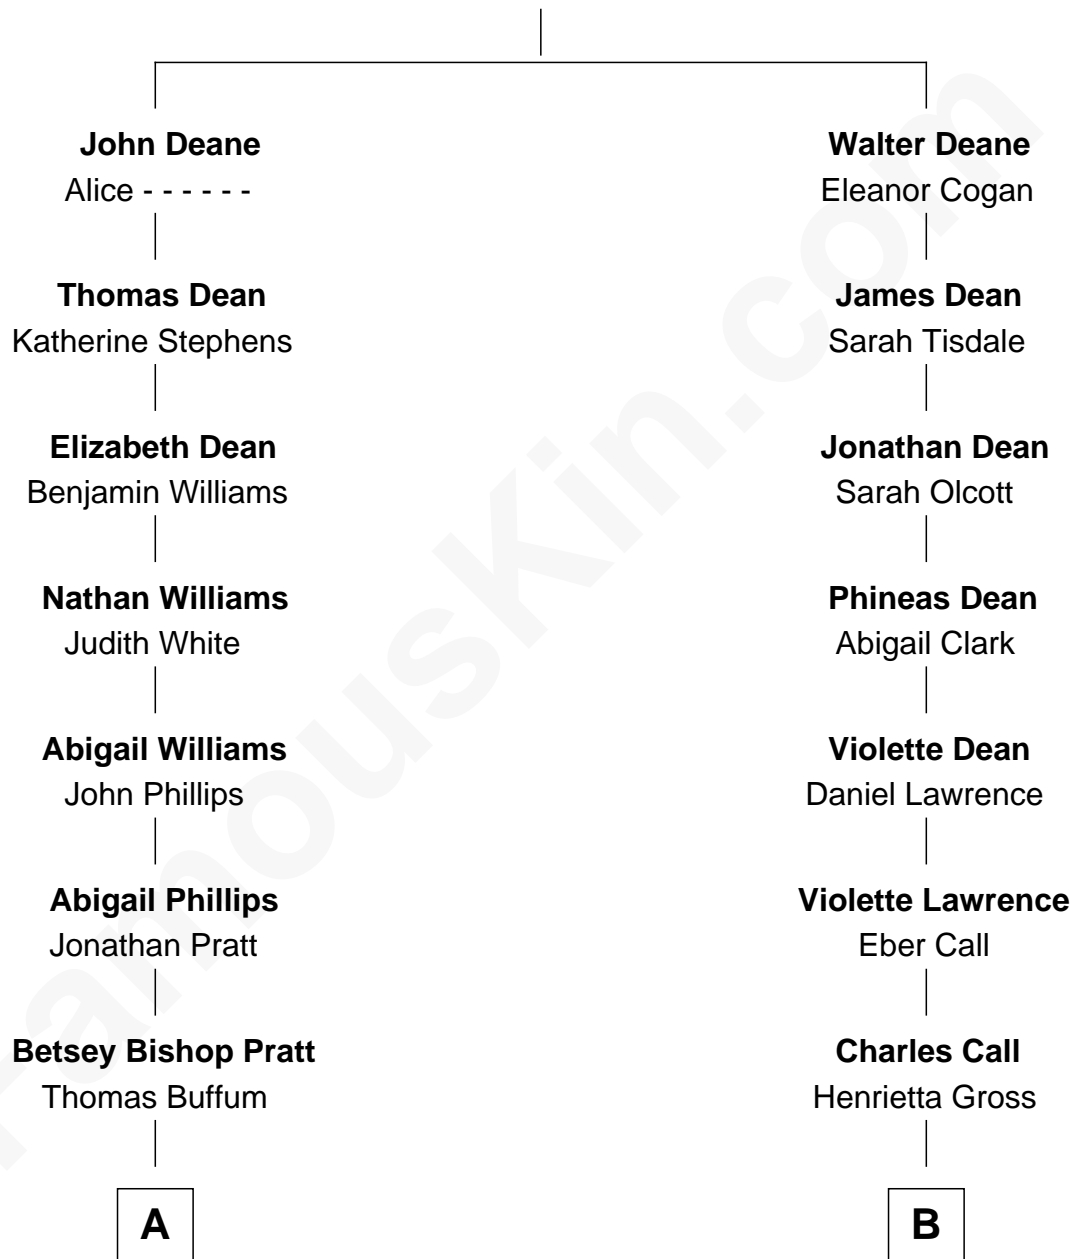 John Deane
Alice - - - - - -
Walter Deane
Eleanor Cogan
Thomas Dean
Katherine Stephens
James Dean
Sarah Tisdale
Elizabeth Dean
Benjamin Williams
Jonathan Dean
Sarah Olcott
Nathan Williams
Judith White
Phineas Dean
Abigail Clark
Abigail Williams
John Phillips
Violette Dean
Daniel Lawrence
Abigail Phillips
Jonathan Pratt
Violette Lawrence
Eber Call
Betsey Bishop Pratt
Thomas Buffum
Charles Call
Henrietta Gross
A
B
FamousKin.com